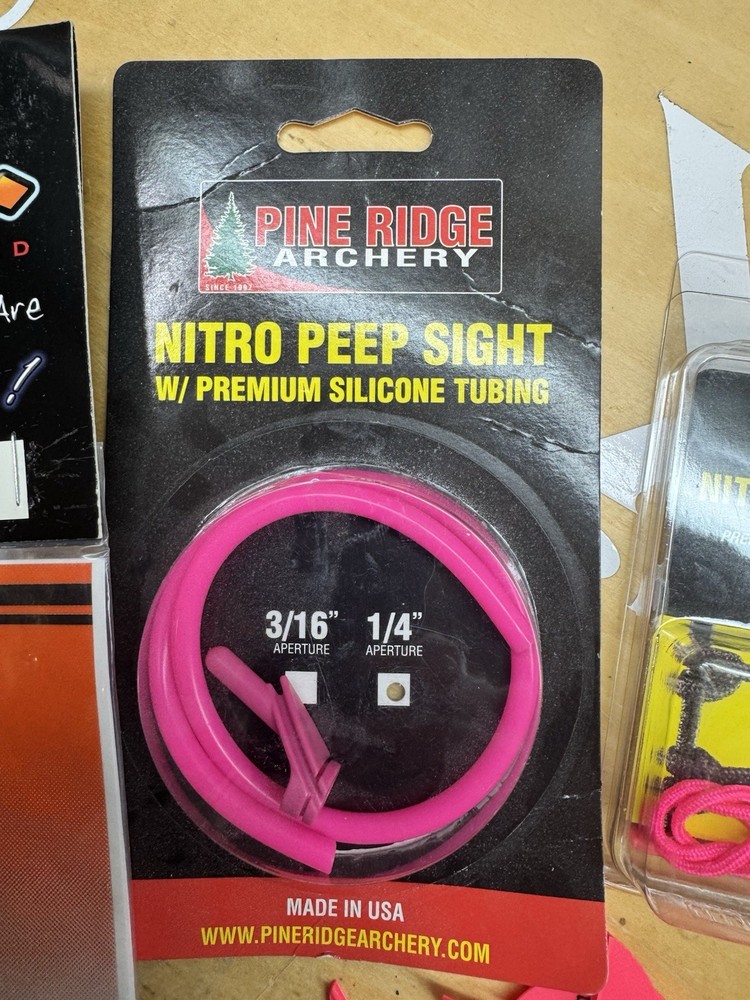 PINE RIDGE
ARCHERY
SINCE 1997
NITRO PEEP SIGHT
W/ PREMIUM SILICONE TUBING
3/16” 1/4”
APERTURE APERTURE
MADE IN USA
WWW.PINERIDGEARCHERY.COM
D
Are
!
NIT
PRE